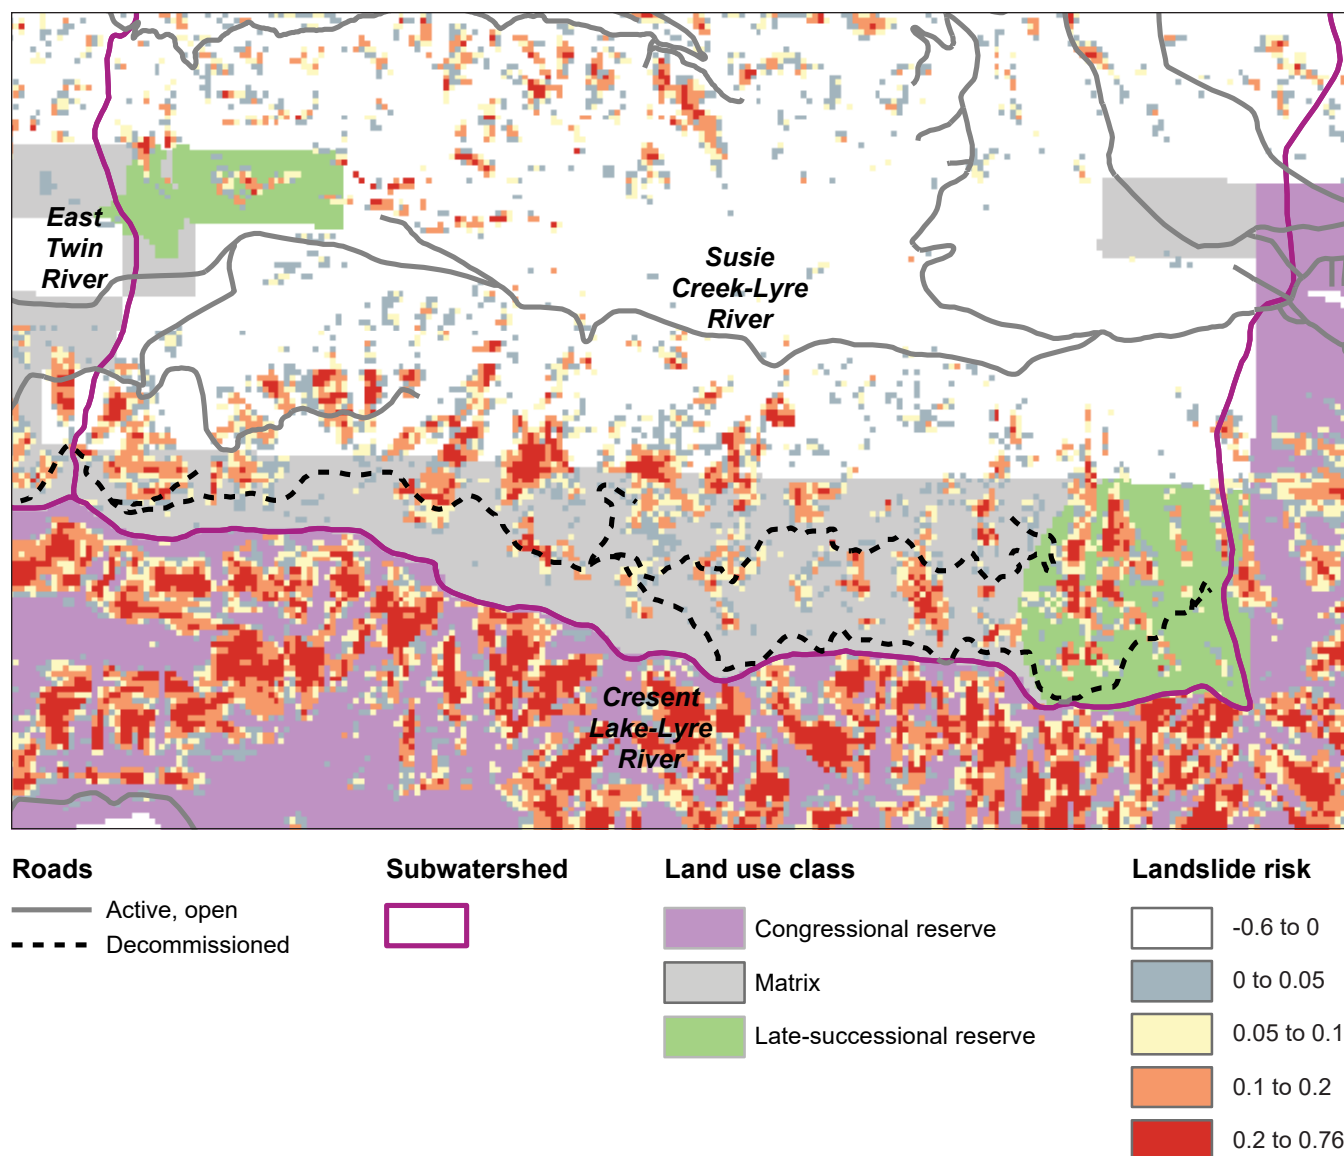 East
Twin
River
Susie
Creek-Lyre
River
Cresent
Lake-Lyre
River
Roads
Active, open
Decommissioned
Subwatershed
Land use class
Congressional reserve
Matrix
Late-successional reserve
Landslide risk
-0.6 to 0
0 to 0.05
0.05 to 0.1
0.1 to 0.2
0.2 to 0.76